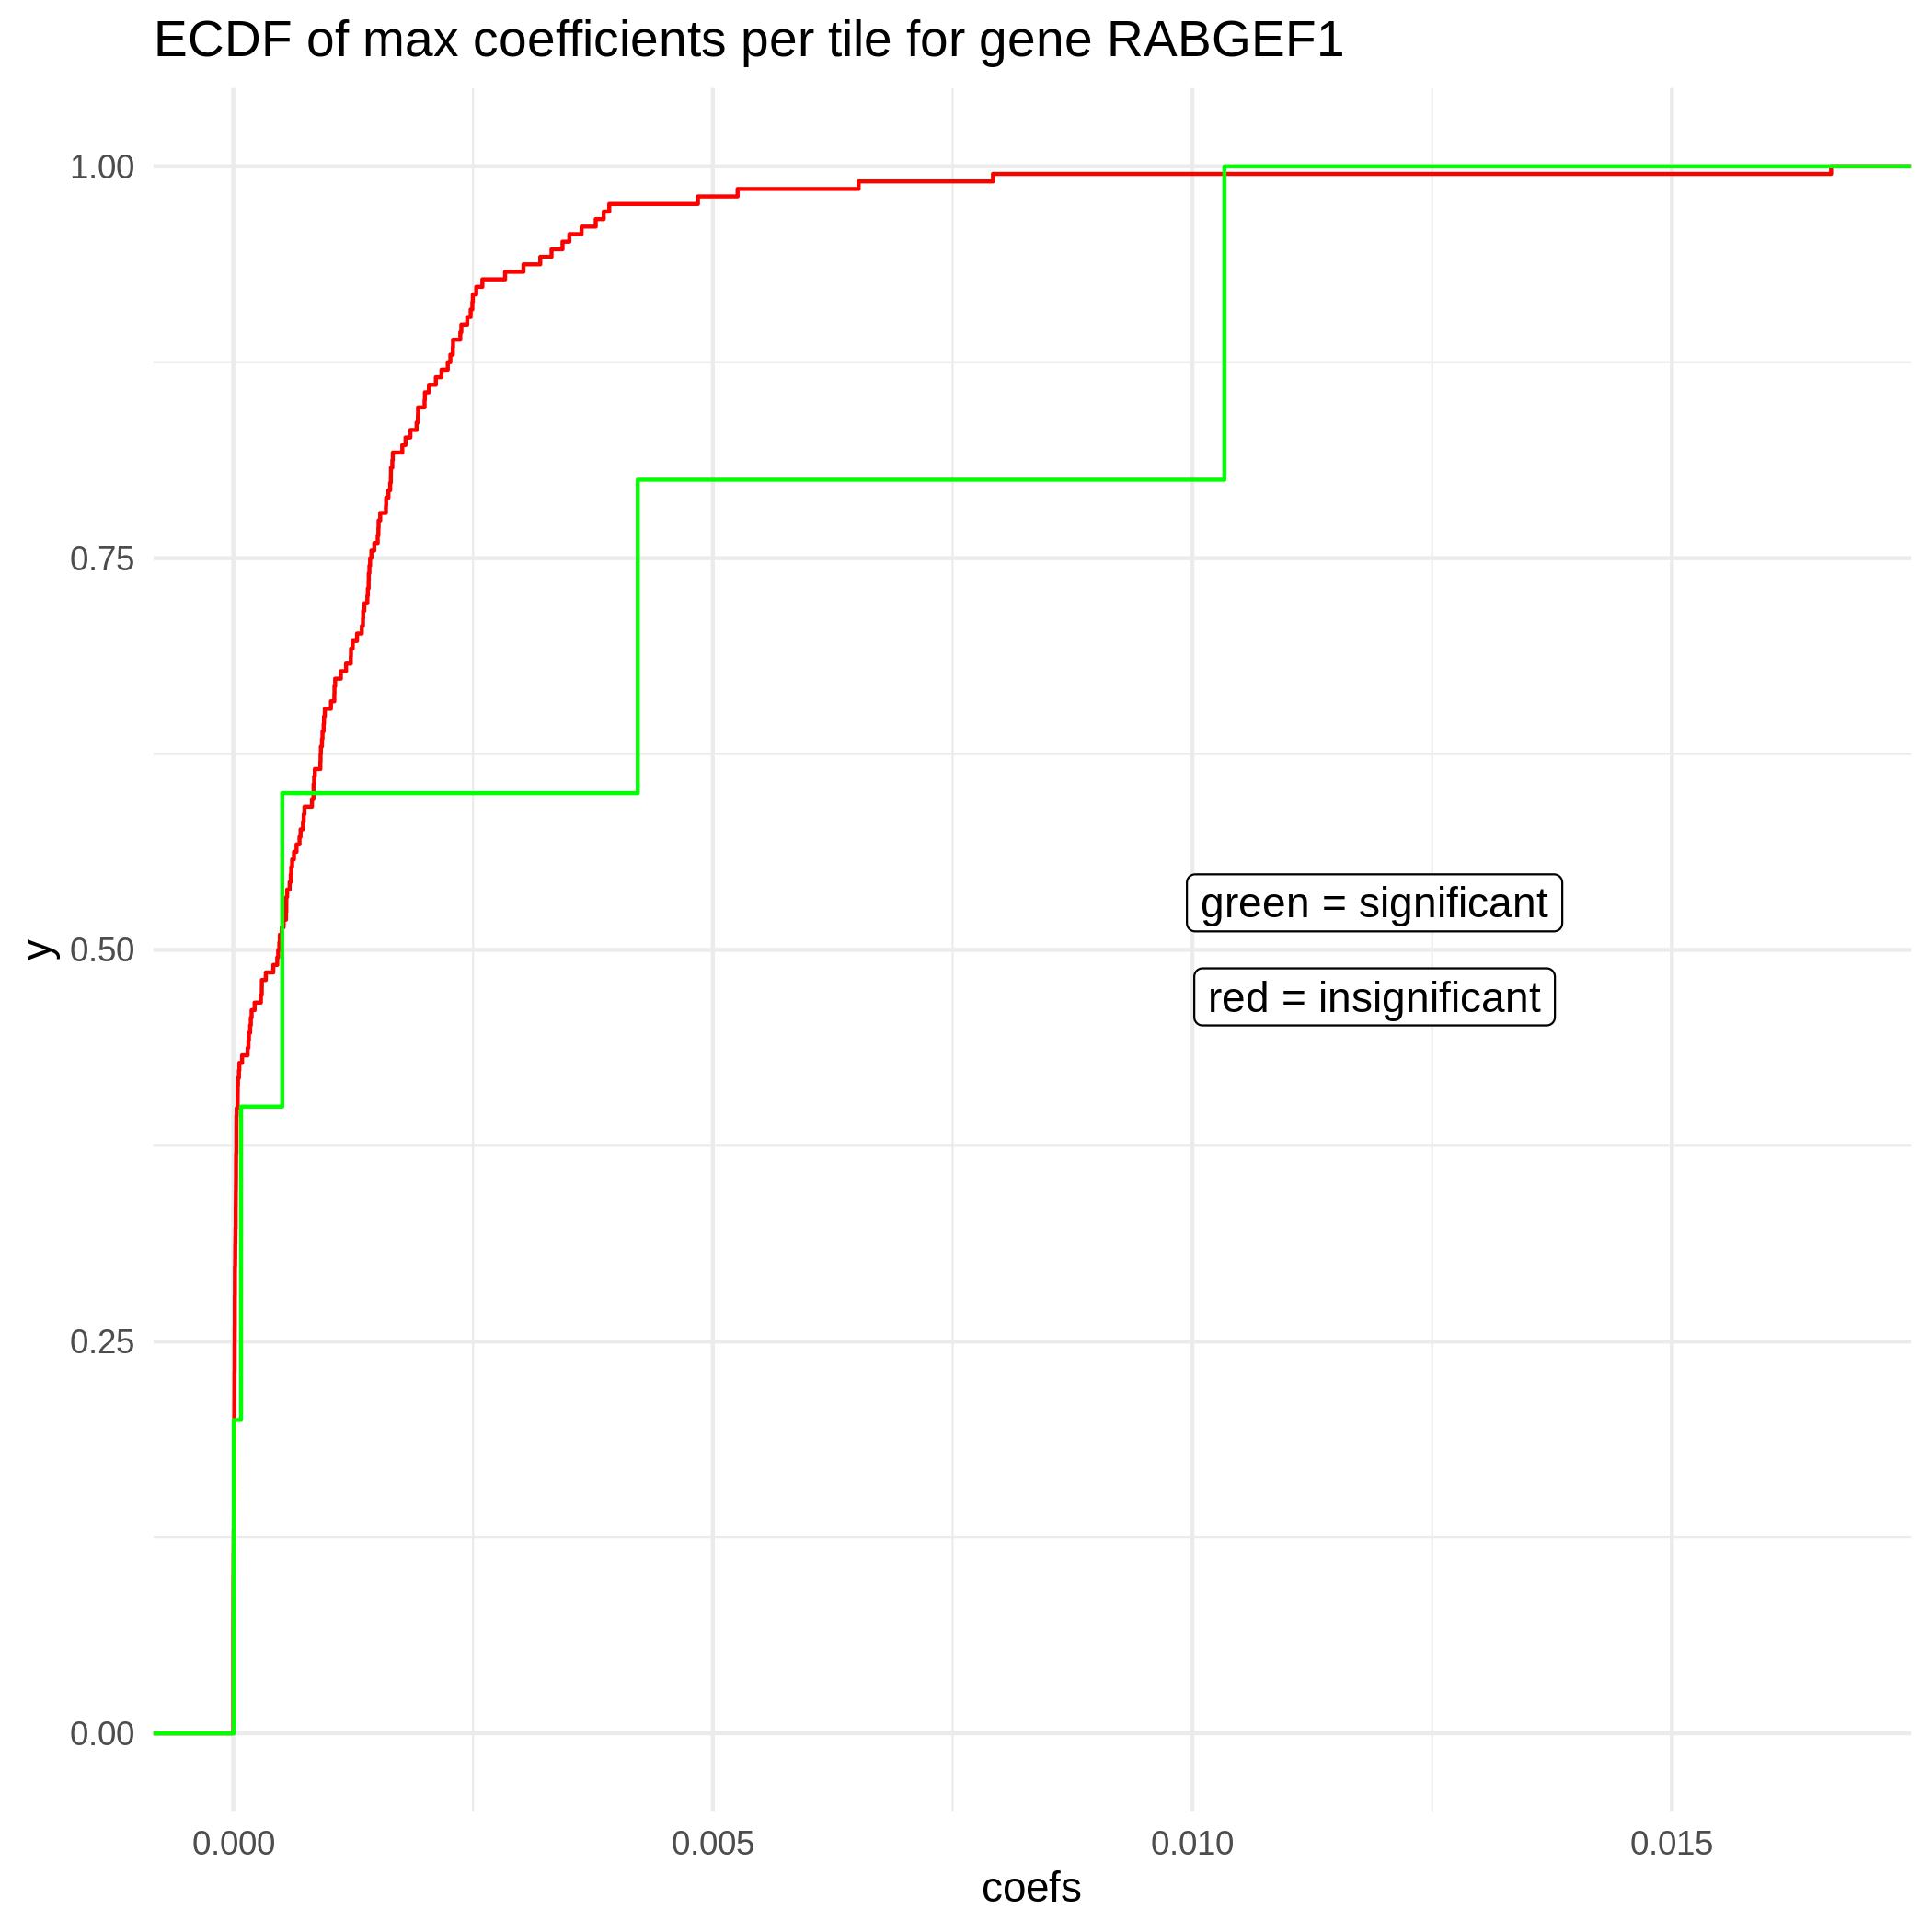 ECDF of max coefficients per tile for gene RABGEF1
1.00
0.75
0.50
0.25
0.00
y
green = significant
red = insignificant
0.000 0.005 0.010 0.015
coefs